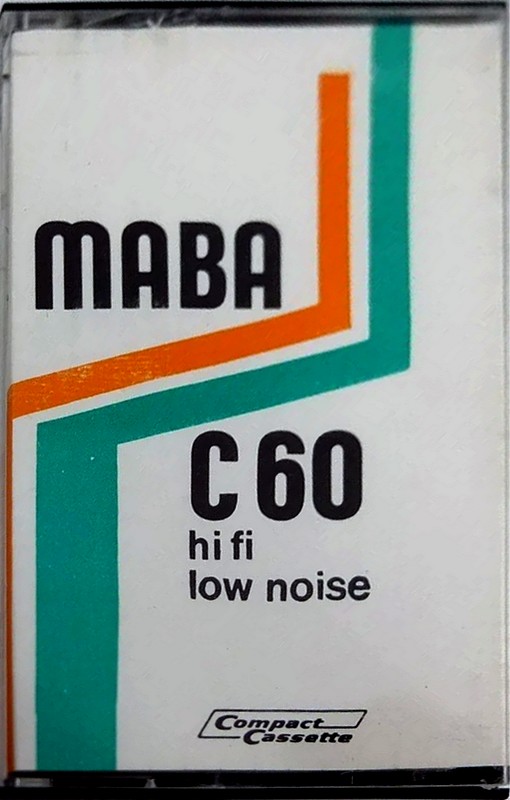 MABA
C 60
hi fi
low noise
Compact
Cassette